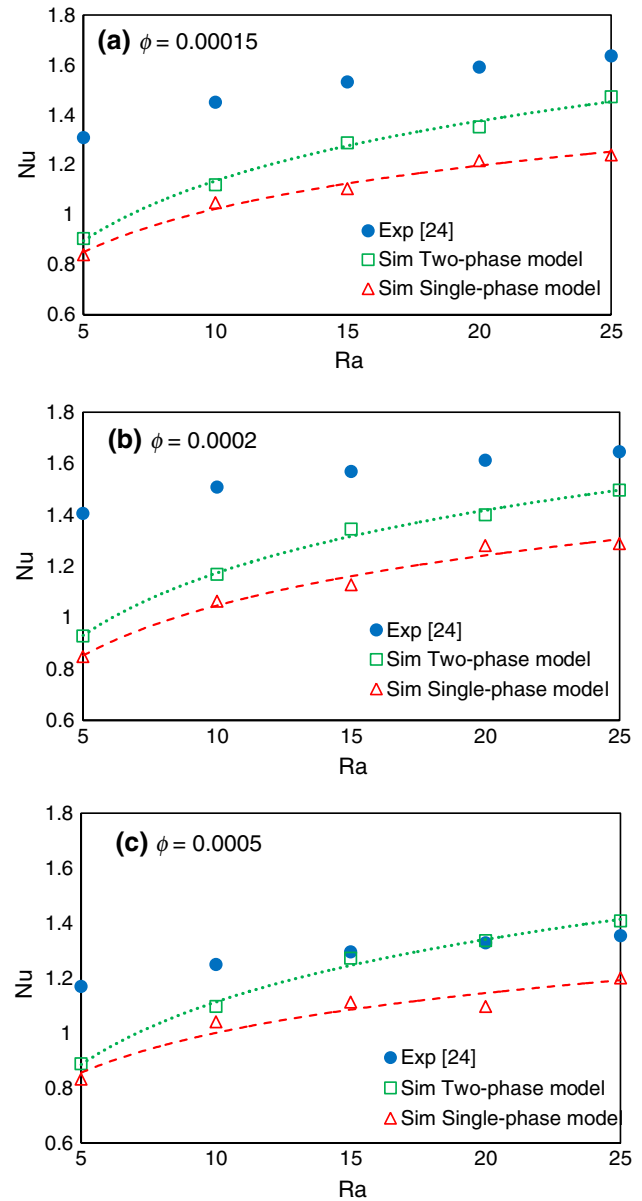 (a) ϕ = 0.00015
1.8
1.6
1.4
1.2
1
0.8
0.6
Nu
Exp [24]
Sim Two-phase model
Sim Single-phase model
5 10 15 20 25
Ra
(b) ϕ = 0.0002
1.8
1.6
1.4
1.2
1
0.8
0.6
Nu
Exp [24]
Sim Two-phase model
Sim Single-phase model
5 10 15 20 25
Ra
(c) ϕ = 0.0005
1.8
1.6
1.4
1.2
1
0.8
0.6
Nu
Exp [24]
Sim Two-phase model
Sim Single-phase model
5 10 15 20 25
Ra